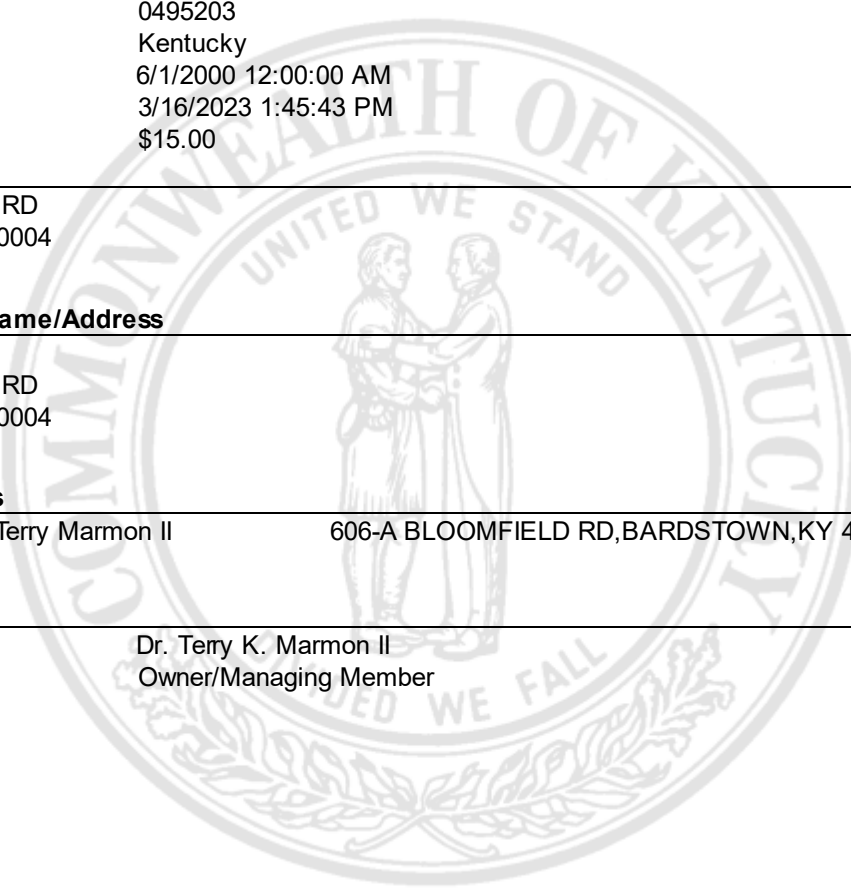 0495203
Kentucky
6/1/2000 12:00:00 AM
3/16/2023 1:45:43 PM
$15.00
RD
0004
ame/Address
RD
0004
s
Terry Marmon II 606-A BLOOMFIELD RD,BARDSTOWN,KY 4
Dr. Terry K. Marmon II
Owner/Managing Member
COMMONWEALTH OF KENTUCKY
UNITED WE STAND
DIVIDED WE FALL